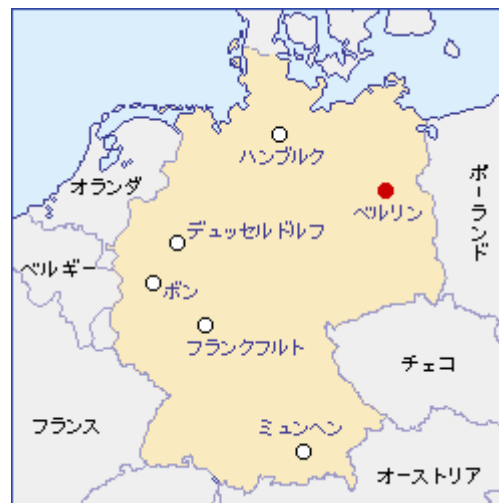 ハンブルク
オランダ
ポーランド
ベルリン
デュッセルドルフ
ベルギー
ボン
フランクフルト
チェコ
フランス
ミュンヘン
オーストリア